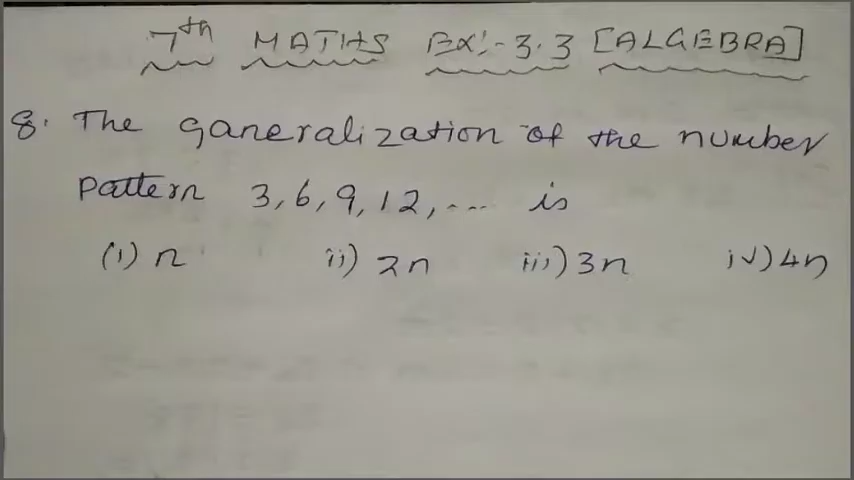 7th MATHS EX:- 3.3 [ALGEBRA]
8. The ganeralization of the number
pattern 3, 6, 9, 12, .... is
(i) n ii) 2n iii) 3n iv) 4n